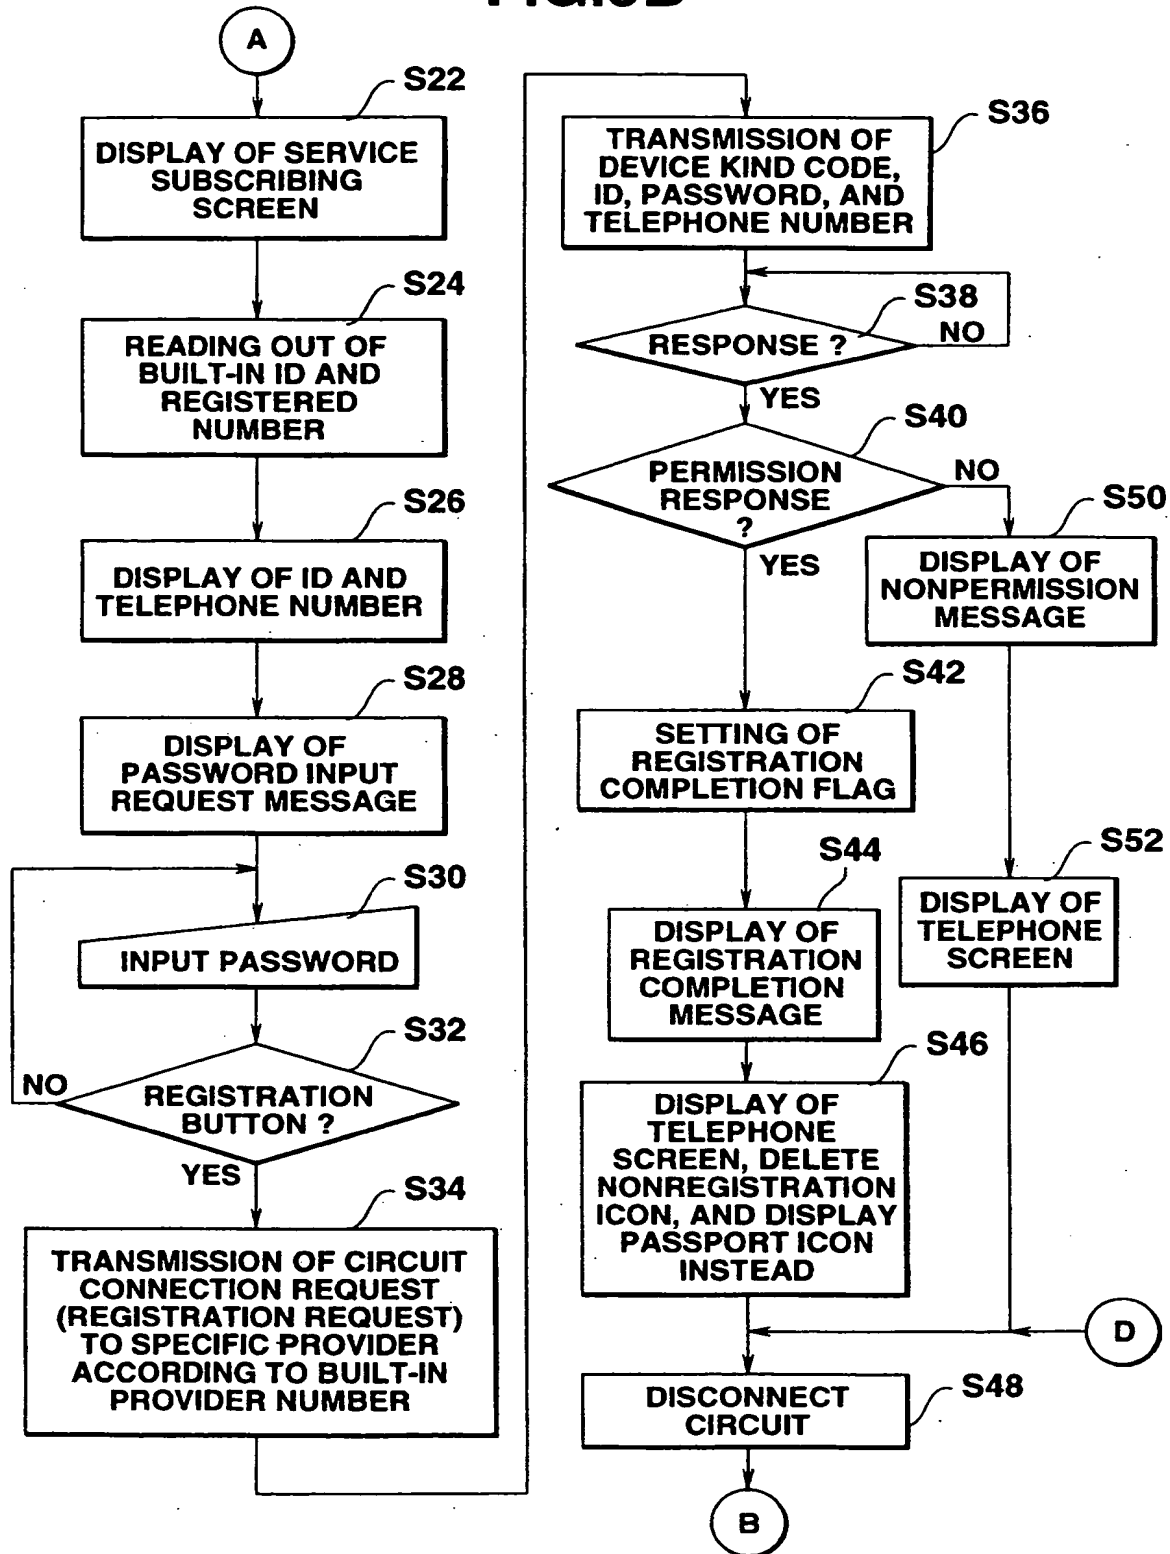 A
S22
DISPLAY OF SERVICE
SUBSCRIBING
SCREEN
S24
READING OUT OF
BUILT-IN ID AND
REGISTERED
NUMBER
S26
DISPLAY OF ID AND
TELEPHONE NUMBER
S28
DISPLAY OF
PASSWORD INPUT
REQUEST MESSAGE
S30
INPUT PASSWORD
S32
NO
REGISTRATION
BUTTON ?
YES
S34
TRANSMISSION OF CIRCUIT
CONNECTION REQUEST
(REGISTRATION REQUEST)
TO SPECIFIC PROVIDER
ACCORDING TO BUILT-IN
PROVIDER NUMBER
S36
TRANSMISSION OF
DEVICE KIND CODE,
ID, PASSWORD, AND
TELEPHONE NUMBER
S38
RESPONSE ?
NO
YES
S40
PERMISSION
RESPONSE
?
NO
YES
S50
DISPLAY OF
NONPERMISSION
MESSAGE
S42
SETTING OF
REGISTRATION
COMPLETION FLAG
S44
DISPLAY OF
REGISTRATION
COMPLETION
MESSAGE
S52
DISPLAY OF
TELEPHONE
SCREEN
S46
DISPLAY OF
TELEPHONE
SCREEN, DELETE
NONREGISTRATION
ICON, AND DISPLAY
PASSPORT ICON
INSTEAD
D
S48
DISCONNECT
CIRCUIT
B